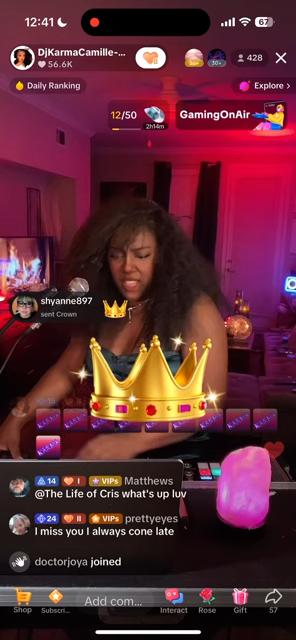 12:41
67
DjKarmaCamille-...
56.6K
30+
428
Daily Ranking
Explore >
12/50
2h14m
GamingOnAir
shyanne897
sent Crown
14 I VIPs Matthews
@The Life of Cris what's up luv
24 II VIPs prettyeyes
I miss you I always cone late
doctorjoya joined
Shop
Subscri...
Add com...
Interact
Rose
Gift
57